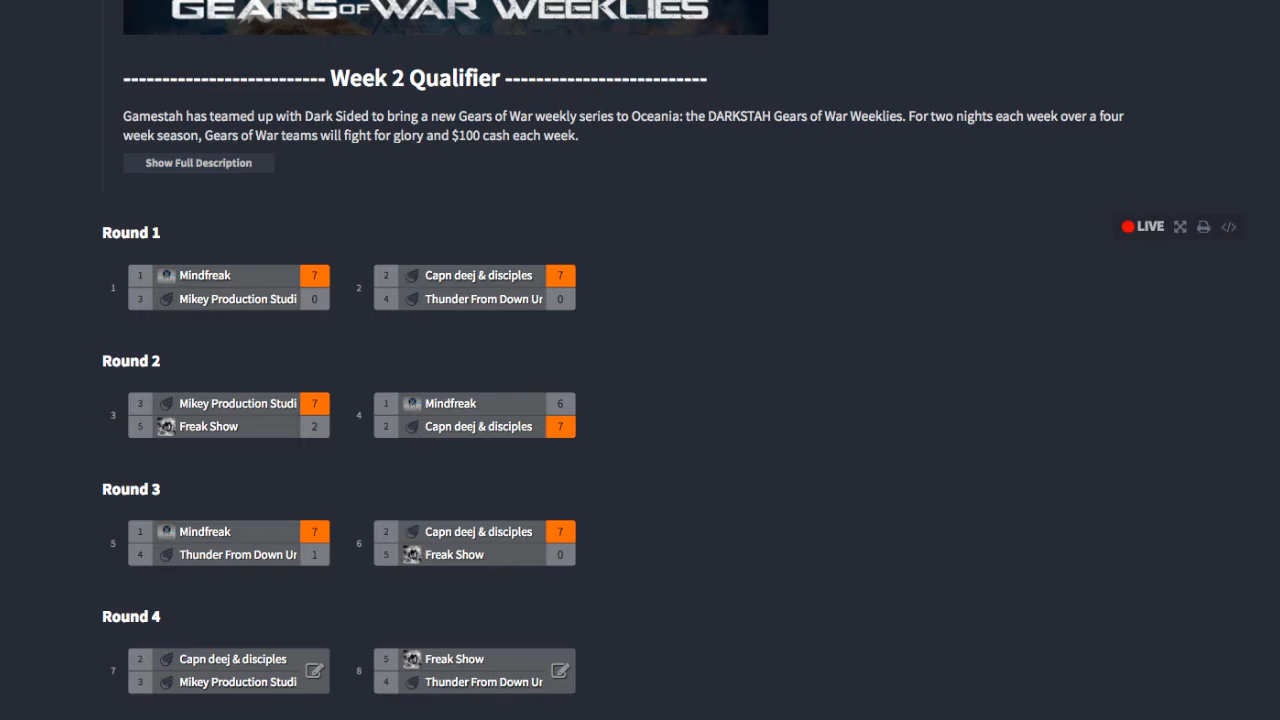 GEARS OF WAR WEEKLIES
-------------------------- Week 2 Qualifier --------------------------
Gamestah has teamed up with Dark Sided to bring a new Gears of War weekly series to Oceania: the DARKSTAH Gears of War Weeklies. For two nights each week over a four
week season, Gears of War teams will fight for glory and $100 cash each week.
Show Full Description
LIVE
Round 1
1 1 Mindfreak 7
3 Mikey Production Studi 0
2 2 Capn deej & disciples 7
4 Thunder From Down Ur 0
Round 2
3 3 Mikey Production Studi 7
5 Freak Show 2
4 1 Mindfreak 6
2 Capn deej & disciples 7
Round 3
5 1 Mindfreak 7
4 Thunder From Down Ur 1
6 2 Capn deej & disciples 7
5 Freak Show 0
Round 4
7 2 Capn deej & disciples
3 Mikey Production Studi
8 5 Freak Show
4 Thunder From Down Ur